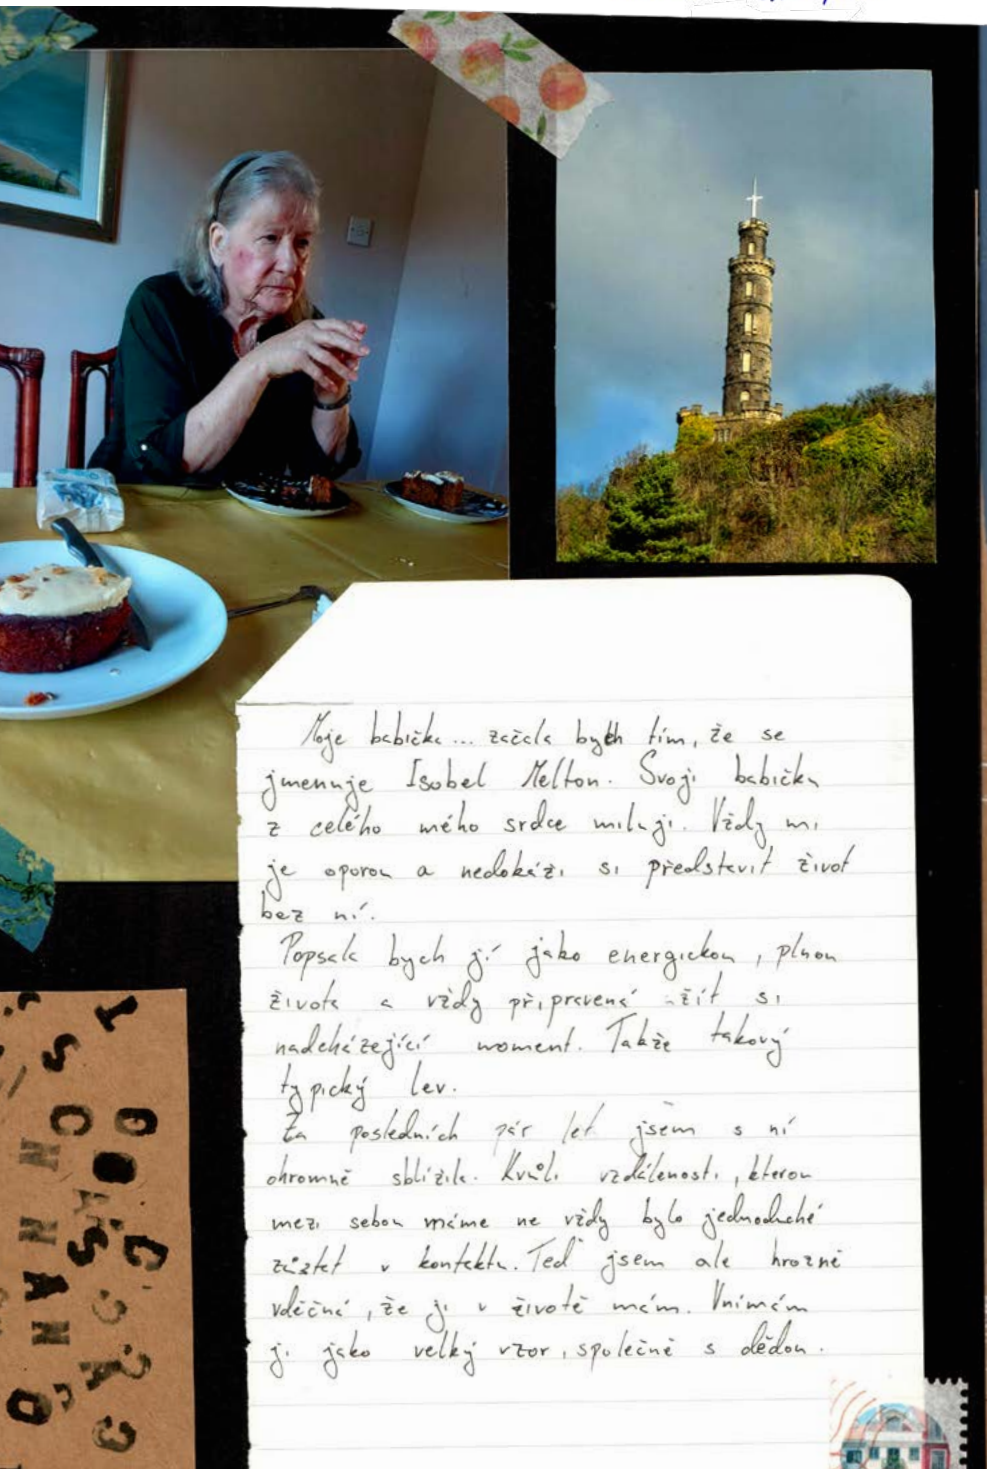 Moje babička... začala bych tím, že se
jmenuje Isobel Melton. Svoji babičku
z celého mého srdce miluji. Vždy mi
je oporou a nedokáži si představit život
bez ní.
Popsala bych jí jako energickou, plnou
života a vždy připravená užít si
nadcházející moment. Takže takový
typický lev.
Za posledních pár let jsem s ní
ohromně sblížila. Kvůli vzdálenosti, kterou
mezi sebou máme ne vždy bylo jednoduché
zůstat v kontaktu. Teď jsem ale hrozně
vděčná, že ji v životě mám. Vnímám
ji jako velký vzor, společně s dědou.